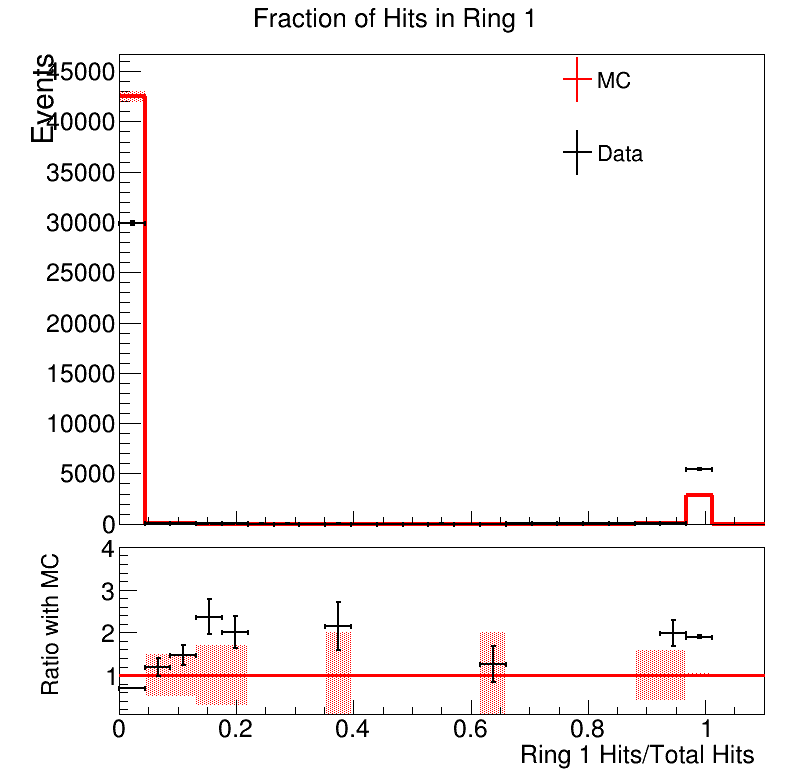 Fraction of Hits in Ring 1
Events
45000
40000
35000
30000
25000
20000
15000
10000
5000
0
MC
Data
Ratio with MC
4
3
2
1
0 0.2 0.4 0.6 0.8 1
Ring 1 Hits/Total Hits